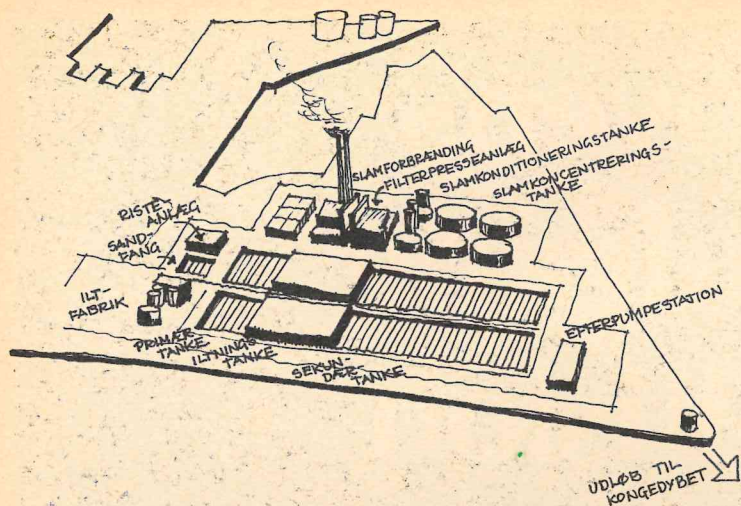 SLAMFORBRÆNDING
FILTERPRESSEANLÆG
SLAMKONDITIONERINGSTANKE
SLAMKONCENTRERINGS-
TANKE
RISTE-
ANLÆG
SAND-
FANG
ILT-
FABRIK
PRIMÆR-
TANKE
ILTNINGS
TANKE
SEKUN-
DÆR-
TANKE
EFTERPUMPESTATION
UDLØB TIL
KONGEDYBET